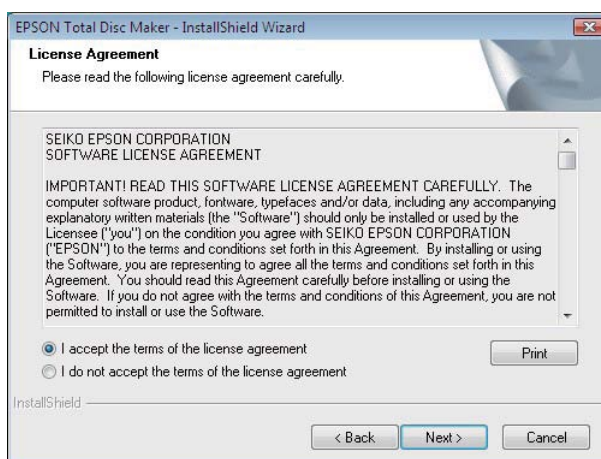 EPSON Total Disc Maker - InstallShield Wizard
License Agreement
Please read the following license agreement carefully.
SEIKO EPSON CORPORATION
SOFTWARE LICENSE AGREEMENT
IMPORTANT! READ THIS SOFTWARE LICENSE AGREEMENT CAREFULLY. The
computer software product, fontware, typefaces and/or data, including any accompanying
explanatory written materials (the "Software") should only be installed or used by the
Licensee ("you") on the condition you agree with SEIKO EPSON CORPORATION
("EPSON") to the terms and conditions set forth in this Agreement. By installing or using
the Software, you are representing to agree all the terms and conditions set forth in this
Agreement. You should read this Agreement carefully before installing or using the
Software. If you do not agree with the terms and conditions of this Agreement, you are not
permitted to install or use the Software.
I accept the terms of the license agreement
Print
I do not accept the terms of the license agreement
InstallShield
< Back
Next >
Cancel